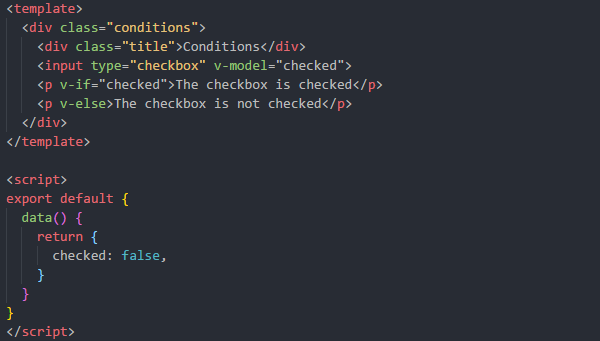 <template>
  <div class="conditions">
    <div class="title">Conditions</div>
    <input type="checkbox" v-model="checked">
    <p v-if="checked">The checkbox is checked</p>
    <p v-else>The checkbox is not checked</p>
  </div>
</template>

<script>
export default {
  data() {
    return {
      checked: false,
    }
  }
}
</script>